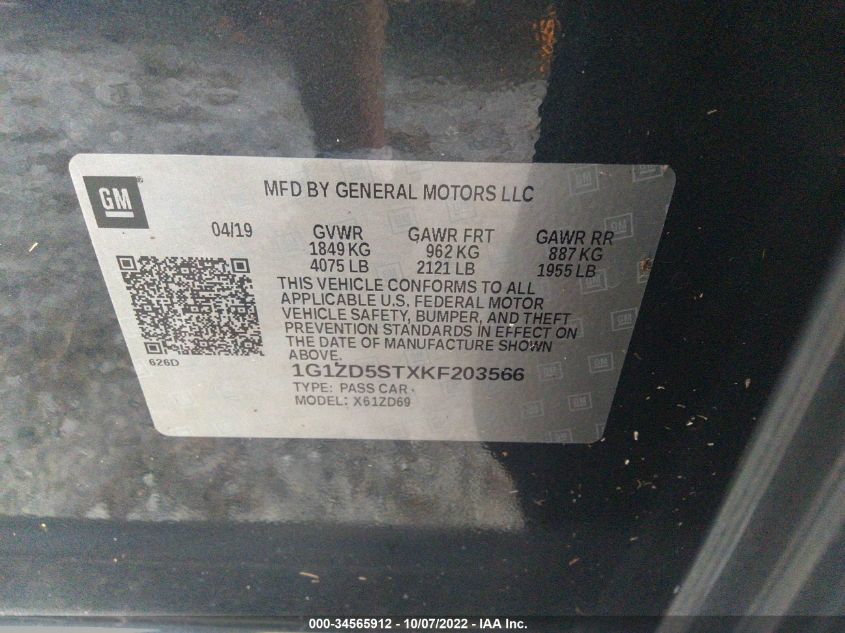 GM
MFD BY GENERAL MOTORS LLC
04/19 GVWR GAWR FRT GAWR RR
1849 KG 962 KG 887 KG
4075 LB 2121 LB 1955 LB
THIS VEHICLE CONFORMS TO ALL
APPLICABLE U.S. FEDERAL MOTOR
VEHICLE SAFETY, BUMPER, AND THEFT
PREVENTION STANDARDS IN EFFECT ON
THE DATE OF MANUFACTURE SHOWN
ABOVE.
626D
1G1ZD5STXKF203566
TYPE: PASS CAR
MODEL: X61ZD69
000-34565912 - 10/07/2022 - IAA Inc.